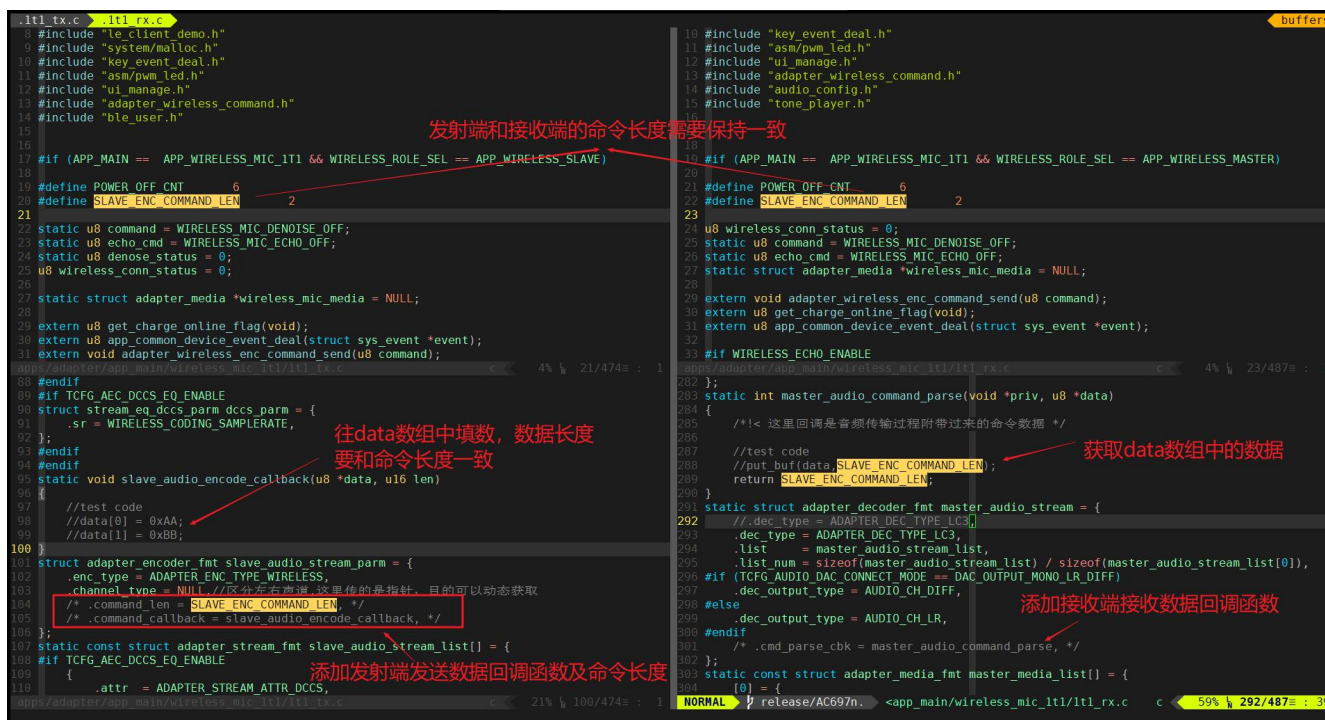 .1t1_tx.c .1t1_rx.c
buffers
8 #include "le_client_demo.h"
9 #include "system/malloc.h"
10 #include "key_event_deal.h"
11 #include "asm/pwm_led.h"
12 #include "ui_manage.h"
13 #include "adapter_wireless_command.h"
14 #include "ble_user.h"
15
16
17 #if (APP_MAIN ==  APP_WIRELESS_MIC_1T1 && WIRELESS_ROLE_SEL == APP_WIRELESS_SLAVE)
18
19 #define POWER_OFF_CNT       6
20 #define SLAVE_ENC_COMMAND_LEN       2
21
22 static u8 command = WIRELESS_MIC_DENOISE_OFF;
23 static u8 echo_cmd = WIRELESS_MIC_ECHO_OFF;
24 static u8 denose_status = 0;
25 u8 wireless_conn_status = 0;
26
27 static struct adapter_media *wireless_mic_media = NULL;
28
29 extern u8 get_charge_online_flag(void);
30 extern u8 app_common_device_event_deal(struct sys_event *event);
31 extern void adapter_wireless_enc_command_send(u8 command);
apps/adapter/app_main/wireless_mic_1t1/1t1_tx.c c 4% 21/474 : 1
88 #endif
89 #if TCFG_AEC_DCCS_EQ_ENABLE
90 struct stream_eq_dccs_parm dccs_parm = {
91     .sr = WIRELESS_CODING_SAMPLERATE,
92 };
93 #endif
94 #endif
95 static void slave_audio_encode_callback(u8 *data, u16 len)
96 {
97     //test code
98     //data[0] = 0xAA;
99     //data[1] = 0xBB;
100 }
101 struct adapter_encoder_fmt slave_audio_stream_parm = {
102     .enc_type = ADAPTER_ENC_TYPE_WIRELESS,
103     .channel_type = NULL,//区分左右声道,这里传的是指针，目的可以动态获取
104     /* .command_len = SLAVE_ENC_COMMAND_LEN, */
105     /* .command_callback = slave_audio_encode_callback, */
106 };
107 static const struct adapter_stream_fmt slave_audio_stream_list[] = {
108 #if TCFG_AEC_DCCS_EQ_ENABLE
109     {
110         .attr  = ADAPTER_STREAM_ATTR_DCCS,
apps/adapter/app_main/wireless_mic_1t1/1t1_tx.c c 21% 100/474 : 1
发射端和接收端的命令长度需要保持一致
往data数组中填数，数据长度
要和命令长度一致
添加发射端发送数据回调函数及命令长度
10 #include "key_event_deal.h"
11 #include "asm/pwm_led.h"
12 #include "ui_manage.h"
13 #include "adapter_wireless_command.h"
14 #include "audio_config.h"
15 #include "tone_player.h"
16
18
19 #if (APP_MAIN ==  APP_WIRELESS_MIC_1T1 && WIRELESS_ROLE_SEL == APP_WIRELESS_MASTER)
20
21 #define POWER_OFF_CNT       6
22 #define SLAVE_ENC_COMMAND_LEN       2
23
24 u8 wireless_conn_status = 0;
25 static u8 command = WIRELESS_MIC_DENOISE_OFF;
26 static u8 echo_cmd = WIRELESS_MIC_ECHO_OFF;
27 static struct adapter_media *wireless_mic_media = NULL;
29 extern void adapter_wireless_enc_command_send(u8 command);
30 extern u8 get_charge_online_flag(void);
31 extern u8 app_common_device_event_deal(struct sys_event *event);
32
33 #if WIRELESS_ECHO_ENABLE
apps/adapter/app_main/wireless_mic_1t1/1t1_rx.c c 4% 23/487 :
282 };
283 static int master_audio_command_parse(void *priv, u8 *data)
284 {
285     /*!< 这里回调是音频传输过程附带过来的命令数据 */
286
287     //test code
288     //put_buf(data,SLAVE_ENC_COMMAND_LEN);
289     return SLAVE_ENC_COMMAND_LEN;
290 }
291 static struct adapter_decoder_fmt master_audio_stream = {
292     //.dec_type = ADAPTER_DEC_TYPE_LC3,
293     .dec_type = ADAPTER_DEC_TYPE_LC3,
294     .list     = master_audio_stream_list,
295     .list_num = sizeof(master_audio_stream_list) / sizeof(master_audio_stream_list[0]),
296 #if (TCFG_AUDIO_DAC_CONNECT_MODE == DAC_OUTPUT_MONO_LR_DIFF)
297     .dec_output_type = AUDIO_CH_DIFF,
298 #else
299     .dec_output_type = AUDIO_CH_LR,
300 #endif
301     /* .cmd_parse_cbk = master_audio_command_parse, */
302 };
303 static const struct adapter_media_fmt master_media_list[] = {
304     [0] = {
NORMAL release/AC697n. <app_main/wireless_mic_1t1/1t1_rx.c c 59% 292/487 : 39
获取data数组中的数据
添加接收端接收数据回调函数